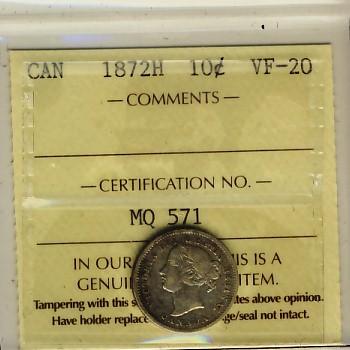 CAN 1872H 10¢ VF-20
— COMMENTS —
— CERTIFICATION NO. —
MQ 571
IN OUR IS IS A
GENUI ITEM.
Tampering with this s tes above opinion.
Have holder replace ge/seal not intact.